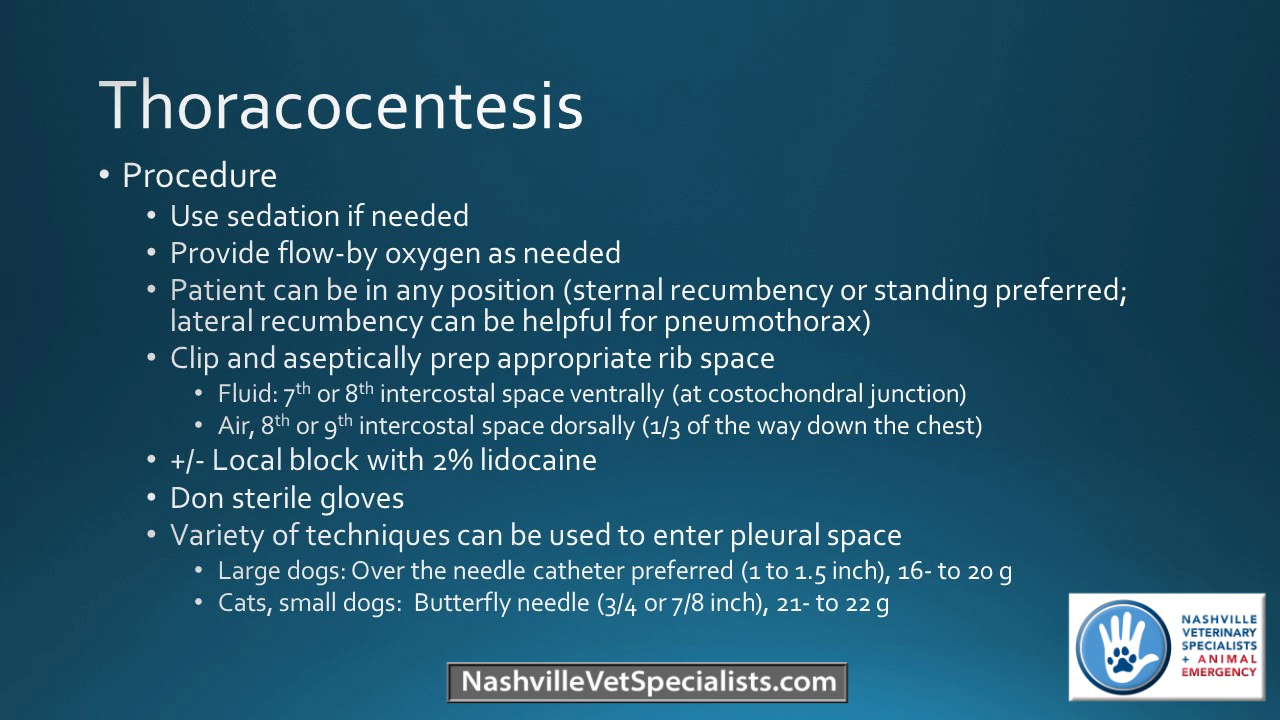 Thoracocentesis
• Procedure
• Use sedation if needed
• Provide flow-by oxygen as needed
• Patient can be in any position (sternal recumbency or standing preferred;
lateral recumbency can be helpful for pneumothorax)
• Clip and aseptically prep appropriate rib space
• Fluid: 7th or 8th intercostal space ventrally (at costochondral junction)
• Air, 8th or 9th intercostal space dorsally (1/3 of the way down the chest)
• +/- Local block with 2% lidocaine
• Don sterile gloves
• Variety of techniques can be used to enter pleural space
• Large dogs: Over the needle catheter preferred (1 to 1.5 inch), 16- to 20 g
• Cats, small dogs: Butterfly needle (3/4 or 7/8 inch), 21- to 22 g
NASHVILLE
VETERINARY
SPECIALISTS
+ ANIMAL
EMERGENCY
NashvilleVetSpecialists.com